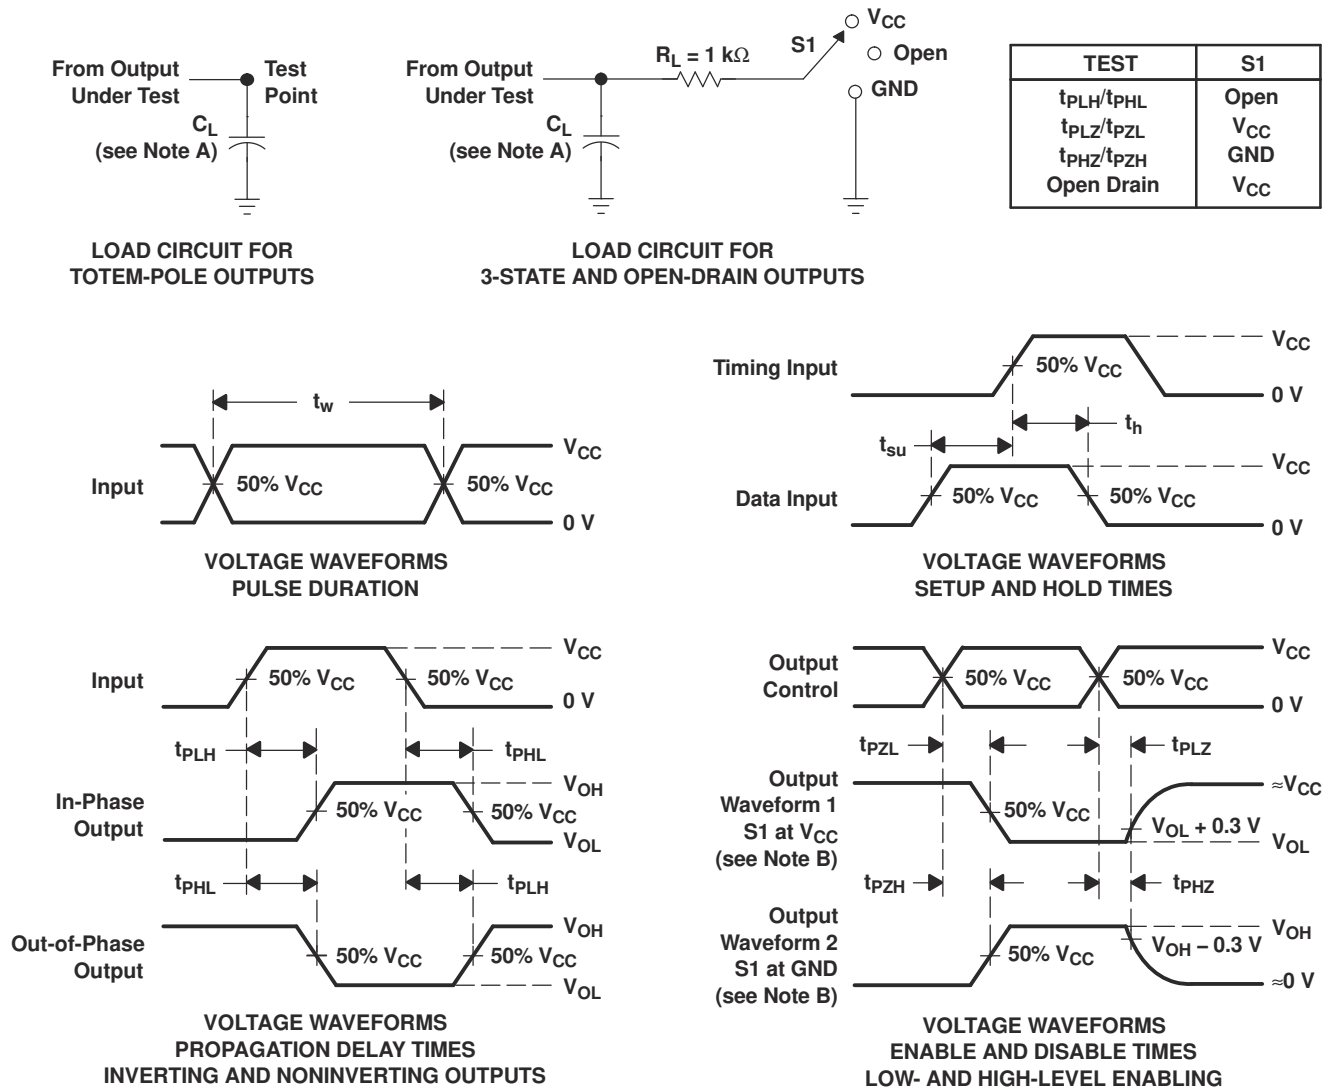 From Output
Under Test
Test
Point
CL
(see Note A)
LOAD CIRCUIT FOR
TOTEM-POLE OUTPUTS
From Output
Under Test
CL
(see Note A)
RL = 1 kΩ
S1
VCC
Open
GND
LOAD CIRCUIT FOR
3-STATE AND OPEN-DRAIN OUTPUTS
TEST S1
tPLH/tPHL Open
tPLZ/tPZL VCC
tPHZ/tPZH GND
Open Drain VCC
tw
Input
50% VCC
50% VCC
VCC
0 V
VOLTAGE WAVEFORMS
PULSE DURATION
Timing Input
50% VCC
VCC
0 V
th
tsu
Data Input
50% VCC
50% VCC
VCC
0 V
VOLTAGE WAVEFORMS
SETUP AND HOLD TIMES
Input
50% VCC
50% VCC
VCC
0 V
tPLH
tPHL
In-Phase
Output
50% VCC
50% VCC
VOH
VOL
tPHL
tPLH
Out-of-Phase
Output
50% VCC
50% VCC
VOH
VOL
VOLTAGE WAVEFORMS
PROPAGATION DELAY TIMES
INVERTING AND NONINVERTING OUTPUTS
Output
Control
50% VCC
50% VCC
VCC
0 V
tPZL
tPLZ
Output
Waveform 1
S1 at VCC
(see Note B)
50% VCC
VOL + 0.3 V
≈VCC
VOL
tPZH
tPHZ
Output
Waveform 2
S1 at GND
(see Note B)
50% VCC
VOH − 0.3 V
VOH
≈0 V
VOLTAGE WAVEFORMS
ENABLE AND DISABLE TIMES
LOW- AND HIGH-LEVEL ENABLING